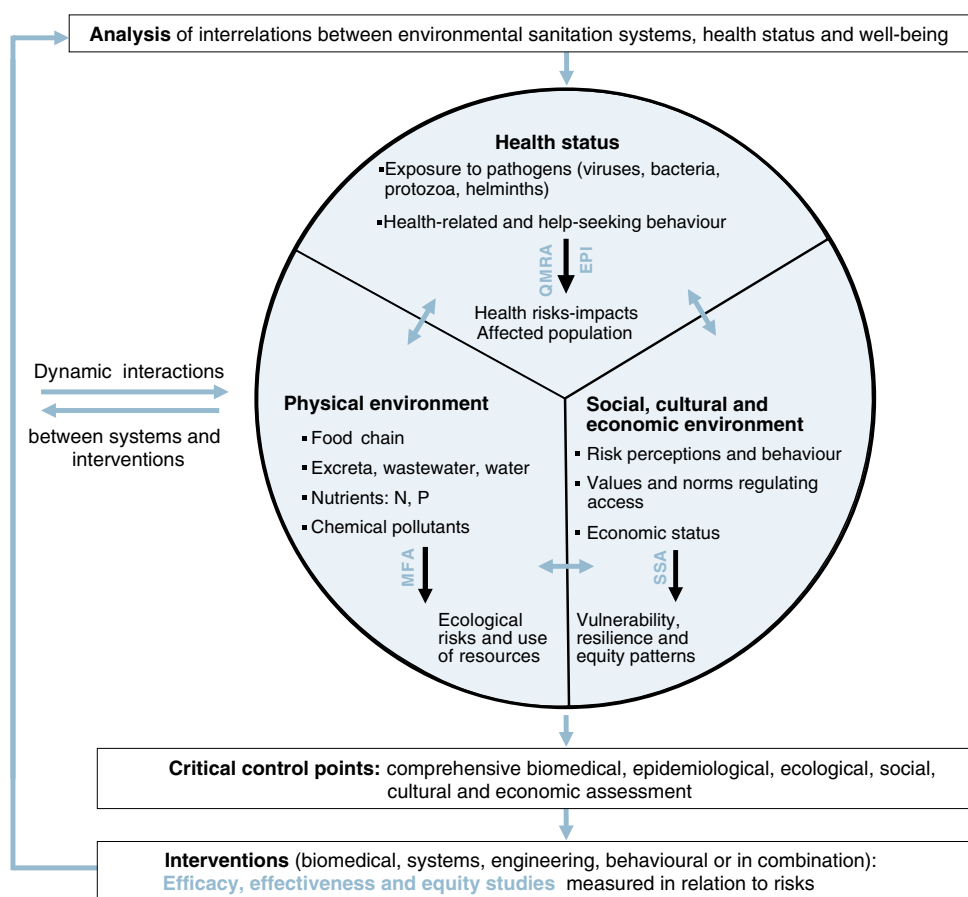 Analysis of interrelations between environmental sanitation systems, health status and well-being
Health status
▪Exposure to pathogens (viruses, bacteria,
protozoa, helminths)
▪Health-related and help-seeking behaviour
QMRA
EPI
Health risks-impacts
Affected population
Dynamic interactions
between systems and
interventions
Physical environment
▪ Food chain
▪ Excreta, wastewater, water
▪ Nutrients: N, P
▪ Chemical pollutants
MFA
Ecological
risks and use
of resources
Social, cultural and
economic environment
▪ Risk perceptions and behaviour
▪ Values and norms regulating
access
▪ Economic status
SSA
Vulnerability,
resilience and
equity patterns
Critical control points: comprehensive biomedical, epidemiological, ecological, social,
cultural and economic assessment
Interventions (biomedical, systems, engineering, behavioural or in combination):
Efficacy, effectiveness and equity studies measured in relation to risks